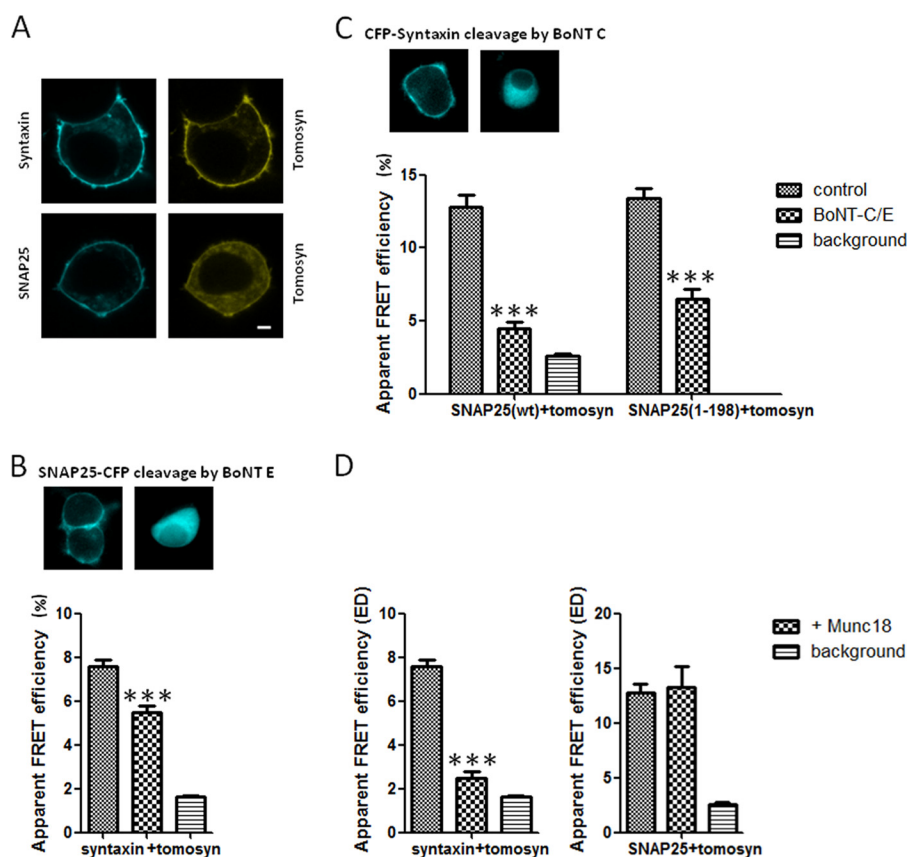 A
Syntaxin
Tomosyn
SNAP25
Tomosyn
C
CFP-Syntaxin cleavage by BoNT C
Apparent FRET efficiency (%)
15
10
5
0
***
***
SNAP25(wt)+tomosyn
SNAP25(1-198)+tomosyn
control
BoNT-C/E
background
B
SNAP25-CFP cleavage by BoNT E
Apparent FRET efficiency (%)
10
8
6
4
2
0
***
syntaxin+tomosyn
D
Apparent FRET efficiency (ED)
10
8
6
4
2
0
***
syntaxin+tomosyn
Apparent FRET efficiency (ED)
20
15
10
5
0
SNAP25+tomosyn
+ Munc18
background